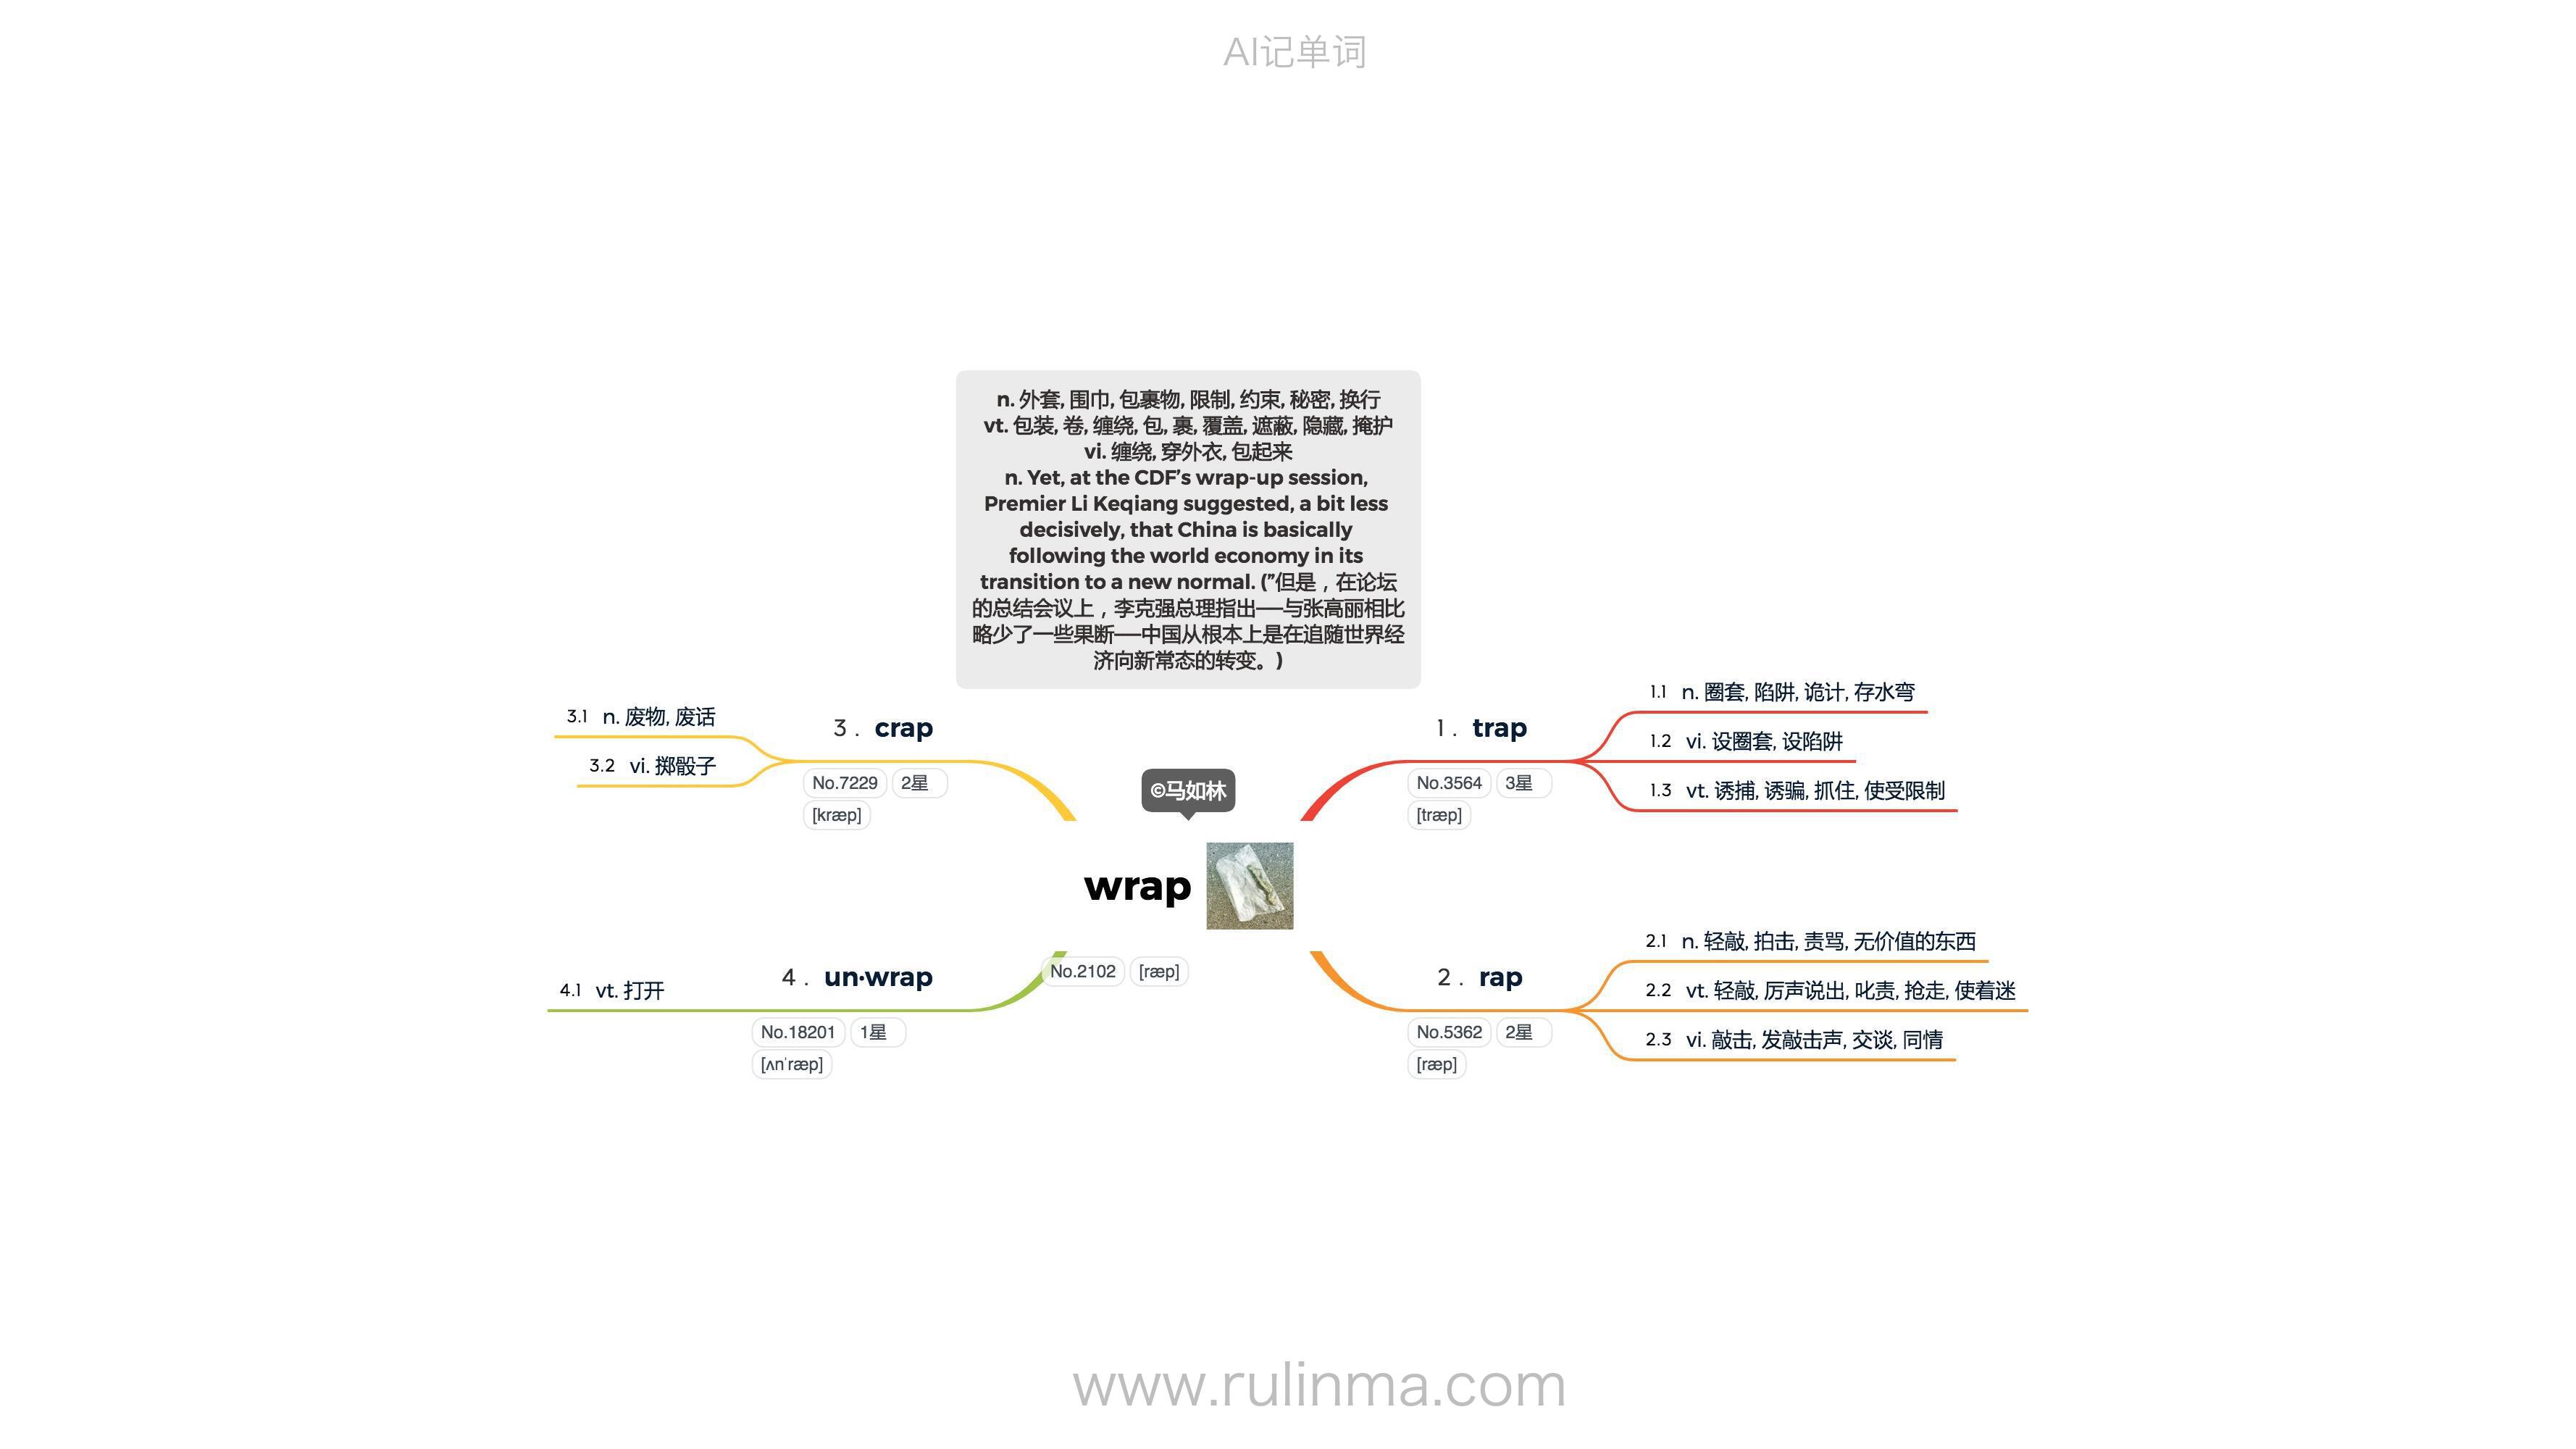 AI记单词
n. 外套, 围巾, 包裹物, 限制, 约束, 秘密, 换行
vt. 包装, 卷, 缠绕, 包, 裹, 覆盖, 遮蔽, 隐藏, 掩护
vi. 缠绕, 穿外衣, 包起来
n. Yet, at the CDF’s wrap-up session,
Premier Li Keqiang suggested, a bit less
decisively, that China is basically
following the world economy in its
transition to a new normal. (”但是，在论坛
的总结会议上，李克强总理指出──与张高丽相比
略少了一些果断──中国从根本上是在追随世界经
济向新常态的转变。)
©马如林
wrap
No.2102 [ræp]
1. trap
No.3564 3星
[træp]
1.1 n. 圈套, 陷阱, 诡计, 存水弯
1.2 vi. 设圈套, 设陷阱
1.3 vt. 诱捕, 诱骗, 抓住, 使受限制
2. rap
No.5362 2星
[ræp]
2.1 n. 轻敲, 拍击, 责骂, 无价值的东西
2.2 vt. 轻敲, 厉声说出, 叱责, 抢走, 使着迷
2.3 vi. 敲击, 发敲击声, 交谈, 同情
3. crap
No.7229 2星
[kræp]
3.1 n. 废物, 废话
3.2 vi. 掷骰子
4. un·wrap
No.18201 1星
[ʌnˈræp]
4.1 vt. 打开
www.rulinma.com